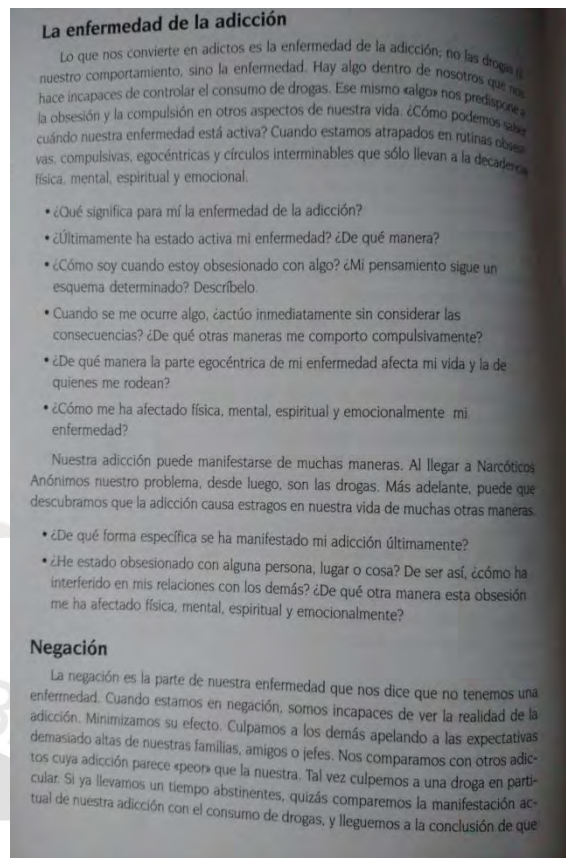 La enfermedad de la adicción
Lo que nos convierte en adictos es la enfermedad de la adicción; no las drogas ni
nuestro comportamiento, sino la enfermedad. Hay algo dentro de nosotros que nos
hace incapaces de controlar el consumo de drogas. Ese mismo «algo» nos predispone a
la obsesión y la compulsión en otros aspectos de nuestra vida. ¿Cómo podemos saber
cuándo nuestra enfermedad está activa? Cuando estamos atrapados en rutinas obsesi-
vas, compulsivas, egocéntricas y círculos interminables que sólo llevan a la decadencia
física, mental, espiritual y emocional.
• ¿Qué significa para mí la enfermedad de la adicción?
• ¿Últimamente ha estado activa mi enfermedad? ¿De qué manera?
• ¿Cómo soy cuando estoy obsesionado con algo? ¿Mi pensamiento sigue un
esquema determinado? Descríbelo.
• Cuando se me ocurre algo, ¿actúo inmediatamente sin considerar las
consecuencias? ¿De qué otras maneras me comporto compulsivamente?
• ¿De qué manera la parte egocéntrica de mi enfermedad afecta mi vida y la de
quienes me rodean?
• ¿Cómo me ha afectado física, mental, espiritual y emocionalmente mi
enfermedad?
Nuestra adicción puede manifestarse de muchas maneras. Al llegar a Narcóticos
Anónimos nuestro problema, desde luego, son las drogas. Más adelante, puede que
descubramos que la adicción causa estragos en nuestra vida de muchas otras maneras.
• ¿De qué forma específica se ha manifestado mi adicción últimamente?
• ¿He estado obsesionado con alguna persona, lugar o cosa? De ser así, ¿cómo ha
interferido en mis relaciones con los demás? ¿De qué otra manera esta obsesión
me ha afectado física, mental, espiritual y emocionalmente?
Negación
La negación es la parte de nuestra enfermedad que nos dice que no tenemos una
enfermedad. Cuando estamos en negación, somos incapaces de ver la realidad de la
adicción. Minimizamos su efecto. Culpamos a los demás apelando a las expectativas
demasiado altas de nuestras familias, amigos o jefes. Nos comparamos con otros adic-
tos cuya adicción parece «peor» que la nuestra. Tal vez culpemos a una droga en parti-
cular. Si ya llevamos un tiempo abstinentes, quizás comparemos la manifestación ac-
tual de nuestra adicción con el consumo de drogas, y lleguemos a la conclusión de que